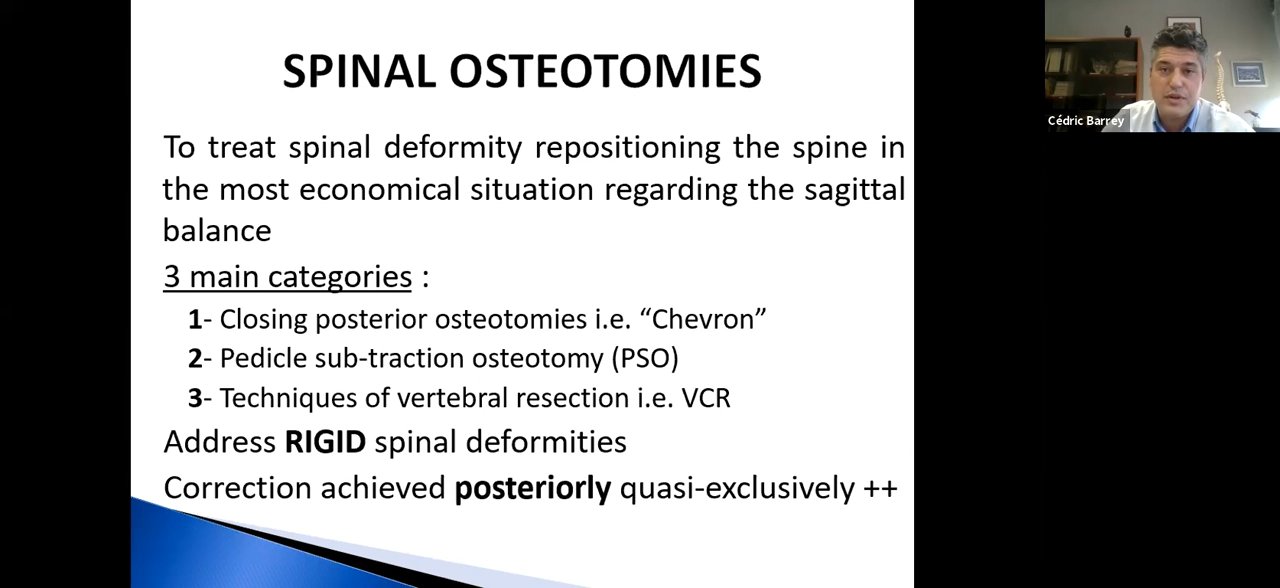 SPINAL OSTEOTOMIES
To treat spinal deformity repositioning the spine in
the most economical situation regarding the sagittal
balance
3 main categories :
1- Closing posterior osteotomies i.e. “Chevron”
2- Pedicle sub-traction osteotomy (PSO)
3- Techniques of vertebral resection i.e. VCR
Address RIGID spinal deformities
Correction achieved posteriorly quasi-exclusively ++
Cédric Barrey